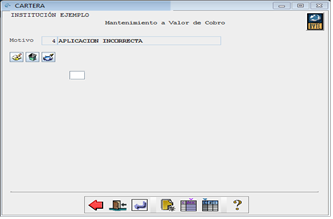 CARTERA
INSTITUCIÓN EJEMPLO
Mantenimiento a Valor de Cobro
Motivo 4 APLICACION INCORRECTA
?